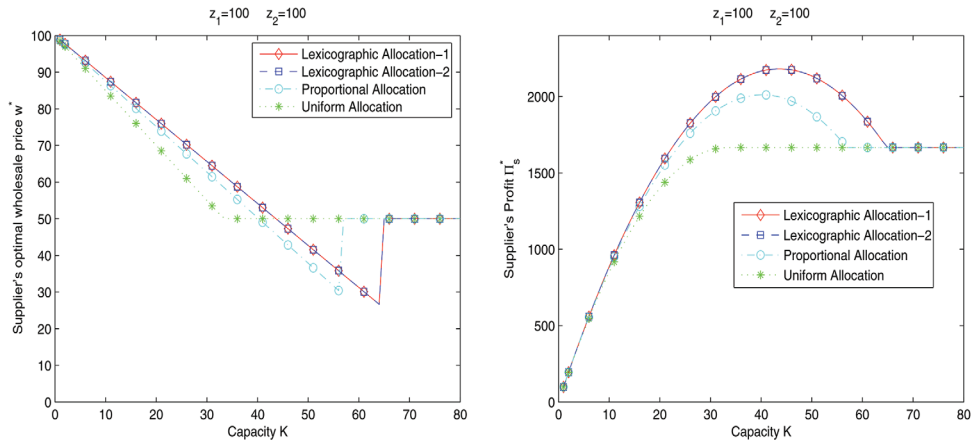 z1=100 z2=100
Supplier's optimal wholesale price w*
100
90
80
70
60
50
40
30
20
10
0
Lexicographic Allocation−1
Lexicographic Allocation−2
Proportional Allocation
Uniform Allocation
0 10 20 30 40 50 60 70 80
Capacity K
z1=100 z2=100
Supplier's Profit Πs*
2000
1500
1000
500
0
Lexicographic Allocation−1
Lexicographic Allocation−2
Proportional Allocation
Uniform Allocation
0 10 20 30 40 50 60 70 80
Capacity K